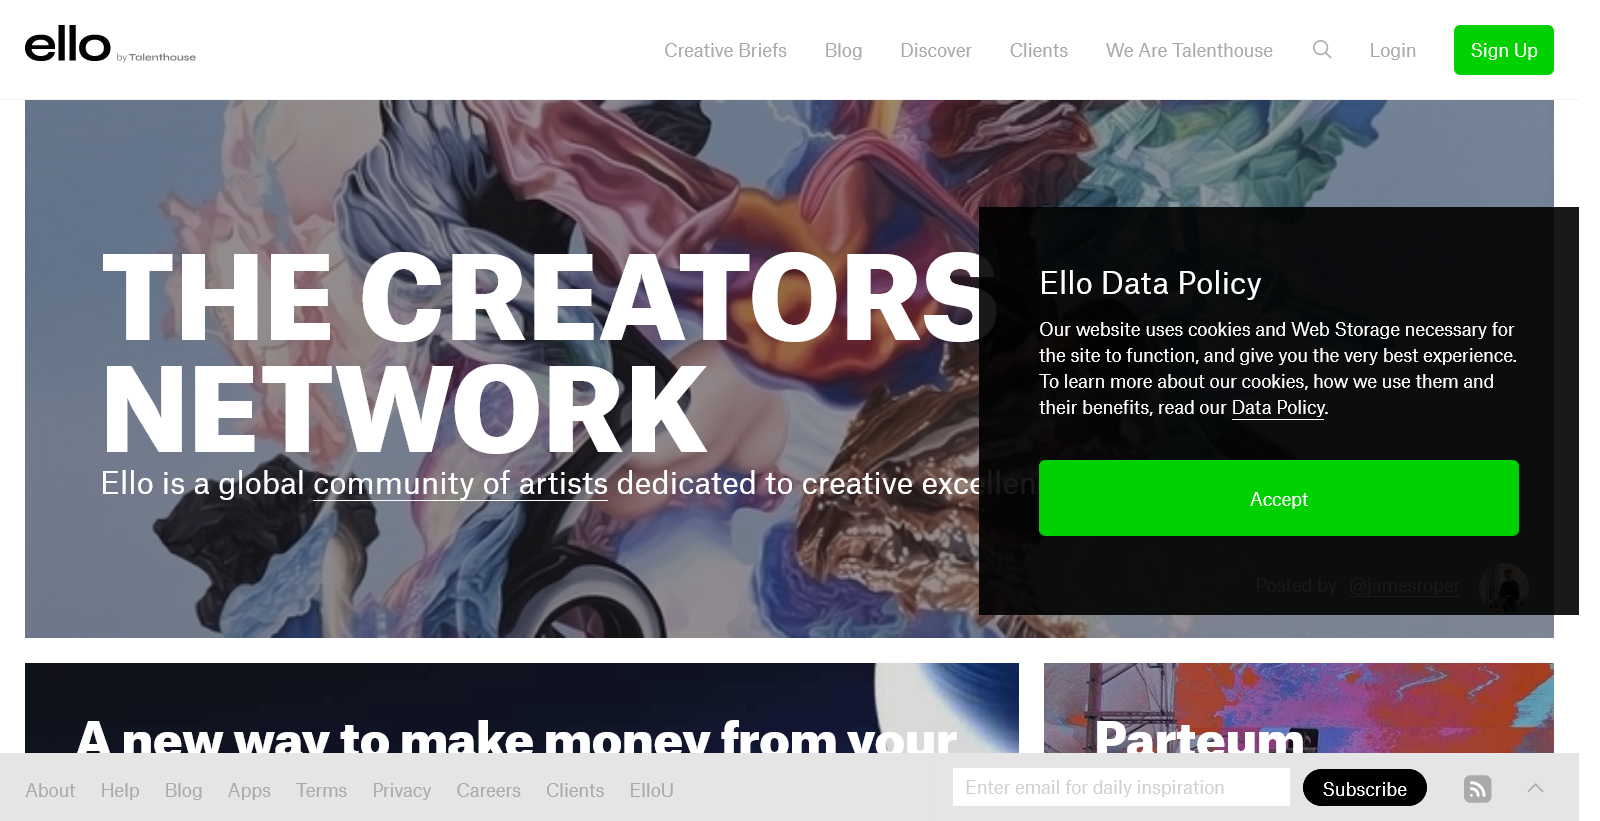 ello by Talenthouse
Creative Briefs Blog Discover Clients We Are Talenthouse Login Sign Up
THE CREATORS
NETWORK
Ello is a global community of artists dedicated to creative excellen
Ello Data Policy
Our website uses cookies and Web Storage necessary for
the site to function, and give you the very best experience.
To learn more about our cookies, how we use them and
their benefits, read our Data Policy.
Accept
Posted by @jamesroper
A new way to make money from your
Parteum
About Help Blog Apps Terms Privacy Careers Clients ElloU
Enter email for daily inspiration Subscribe